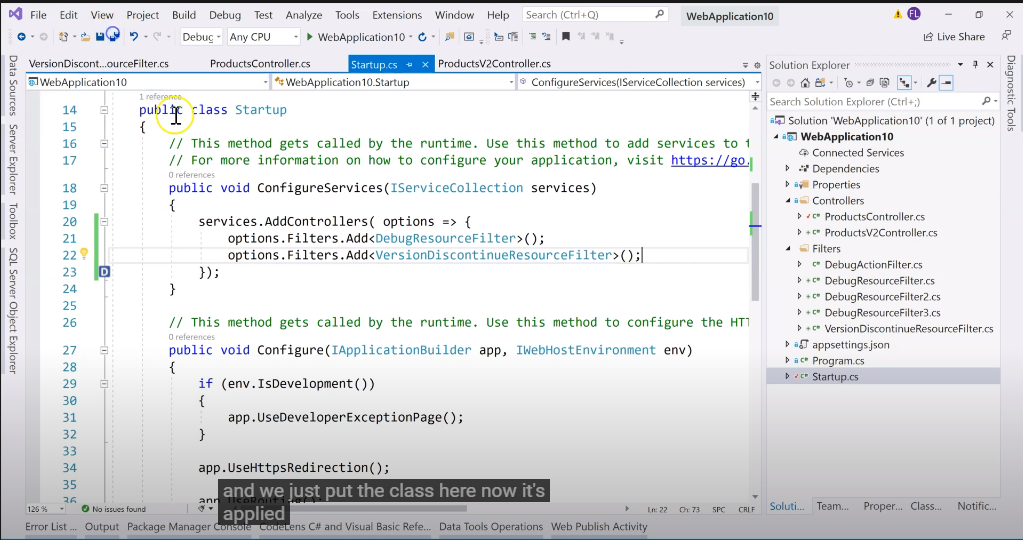 File Edit View Project Build Debug Test Analyze Tools Extensions Window Help Search (Ctrl+Q) WebApplication10 FL
Debug Any CPU WebApplication10 Live Share
VersionDiscont...ourceFilter.cs ProductsController.cs Startup.cs ProductsV2Controller.cs
WebApplication10 WebApplication10.Startup ConfigureServices(IServiceCollection services)
1 reference
14 public class Startup
15 {
16 // This method gets called by the runtime. Use this method to add services to t
17 // For more information on how to configure your application, visit https://go.
0 references
18 public void ConfigureServices(IServiceCollection services)
19 {
20 services.AddControllers( options => {
21 options.Filters.Add<DebugResourceFilter>();
22 options.Filters.Add<VersionDiscontinueResourceFilter>();
23 });
24 }
25
26 // This method gets called by the runtime. Use this method to configure the HTT
0 references
27 public void Configure(IApplicationBuilder app, IWebHostEnvironment env)
28 {
29 if (env.IsDevelopment())
30 {
31 app.UseDeveloperExceptionPage();
32 }
33
34 app.UseHttpsRedirection();
35
36 app.UseRouting();
and we just put the class here now it's
applied
126 % No issues found Ln: 22 Ch: 73 SPC CRLF
Error List ... Output Package Manager Console CodeLens C# and Visual Basic Refe... Data Tools Operations Web Publish Activity
Data Sources
Server Explorer
Toolbox
SQL Server Object Explorer
Solution Explorer
Search Solution Explorer (Ctrl+;)
Solution 'WebApplication10' (1 of 1 project)
WebApplication10
Connected Services
Dependencies
Properties
Controllers
ProductsController.cs
ProductsV2Controller.cs
Filters
DebugActionFilter.cs
DebugResourceFilter.cs
DebugResourceFilter2.cs
DebugResourceFilter3.cs
VersionDiscontinueResourceFilter.cs
appsettings.json
Program.cs
Startup.cs
Soluti... Team... Proper... Class... Notific...
Diagnostic Tools